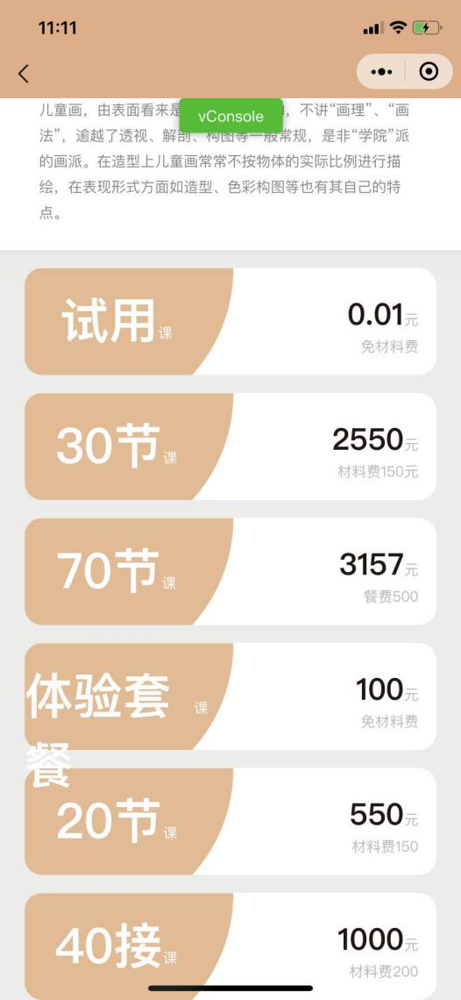 11:11
儿童画，由表面看来是
，不讲“画理”、“画
vConsole
法”，逾越了透视、解剖、构图等一般常规，是非“学院”派
的画派。在造型上儿童画常常不按物体的实际比例进行描
绘，在表现形式方面如造型、色彩构图等也有其自己的特
点。
试用课
0.01元
免材料费
30节课
2550元
材料费150元
70节课
3157元
餐费500
体验套 课
餐
100元
免材料费
20节课
550元
材料费150
40接课
1000元
材料费200